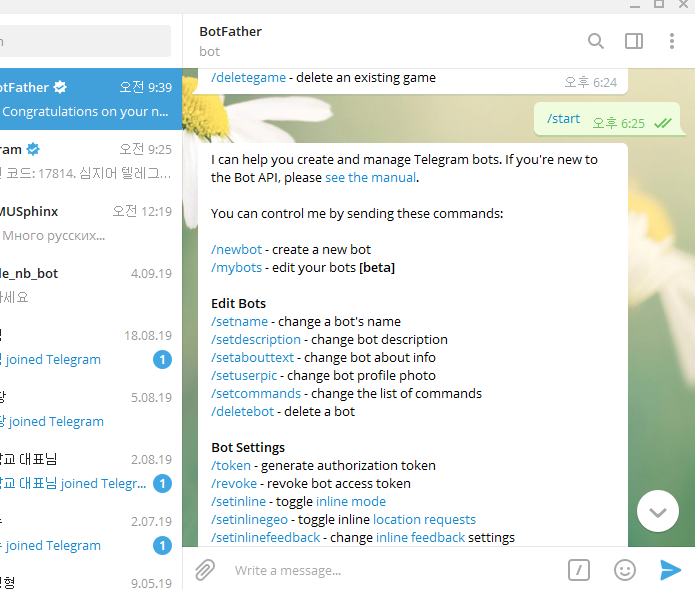 BotFather
bot
otFather 오전 9:39
Congratulations on your n...
ram 오전 9:25
코드: 17814. 심지어 텔레그...
MUSphinx 오전 12:19
Много русских...
le_nb_bot 4.09.19
하세요
18.08.19
joined Telegram 1
5.08.19
joined Telegram
학교 대표님 2.08.19
학교 대표님 joined Telegr... 1
2.07.19
joined Telegram 1
형 9.05.19
/deletegame - delete an existing game
오후 6:24
/start 오후 6:25
I can help you create and manage Telegram bots. If you're new to
the Bot API, please see the manual.
You can control me by sending these commands:
/newbot - create a new bot
/mybots - edit your bots [beta]
Edit Bots
/setname - change a bot's name
/setdescription - change bot description
/setabouttext - change bot about info
/setuserpic - change bot profile photo
/setcommands - change the list of commands
/deletebot - delete a bot
Bot Settings
/token - generate authorization token
/revoke - revoke bot access token
/setinline - toggle inline mode
/setinlinegeo - toggle inline location requests
/setinlinefeedback - change inline feedback settings
Write a message...